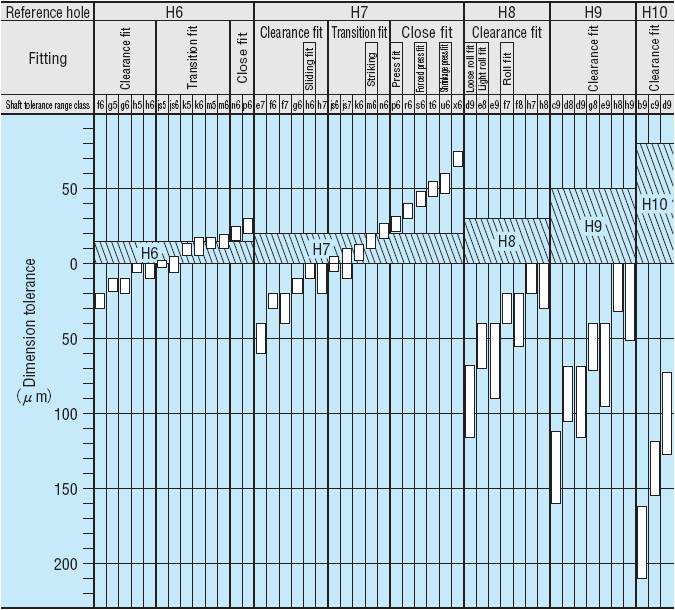 Reference hole H6 H7 H8 H9 H10
Fitting
Clearance fit Transition fit Close fit Clearance fit Transition fit Close fit Clearance fit Clearance fit Clearance fit
Sliding fit Striking Press fit Forced press fit Shrinkage press fit Loose roll fit Light roll fit Roll fit
Shaft tolerance range class f6 g5 g6 h5 h6 js5 js6 k5 k6 m5 m6 n6 p6 e7 f6 f7 g6 h6 h7 js6 js7 k6 m6 n6 p6 r6 s6 t6 u6 x6 d9 e8 e9 f7 f8 h7 h8 c9 d8 d9 g8 e9 h8 h9 b9 c9 d9
50
H10
H9
H8
H7
H6
0
50
100
150
200
Dimension tolerance
(μm)